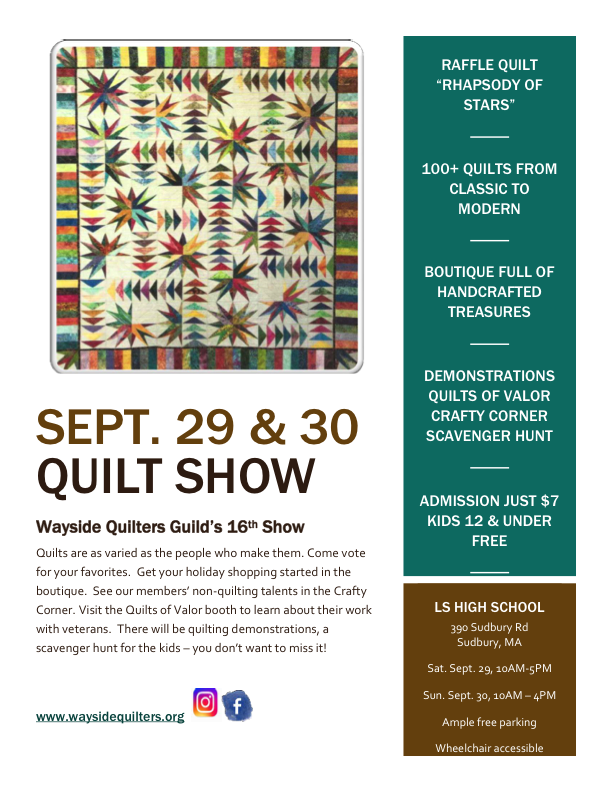 SEPT. 29 & 30
QUILT SHOW
Wayside Quilters Guild's 16th Show
Quilts are as varied as the people who make them. Come vote
for your favorites.  Get your holiday shopping started in the
boutique.  See our members' non-quilting talents in the Crafty
Corner. Visit the Quilts of Valor booth to learn about their work
with veterans.  There will be quilting demonstrations, a
scavenger hunt for the kids – you don't want to miss it!
www.waysidequilters.org
RAFFLE QUILT
“RHAPSODY OF
STARS”
100+ QUILTS FROM
CLASSIC TO
MODERN
BOUTIQUE FULL OF
HANDCRAFTED
TREASURES
DEMONSTRATIONS
QUILTS OF VALOR
CRAFTY CORNER
SCAVENGER HUNT
ADMISSION JUST $7
KIDS 12 & UNDER
FREE
LS HIGH SCHOOL
390 Sudbury Rd
Sudbury, MA
Sat. Sept. 29, 10AM-5PM
Sun. Sept. 30, 10AM – 4PM
Ample free parking
Wheelchair accessible